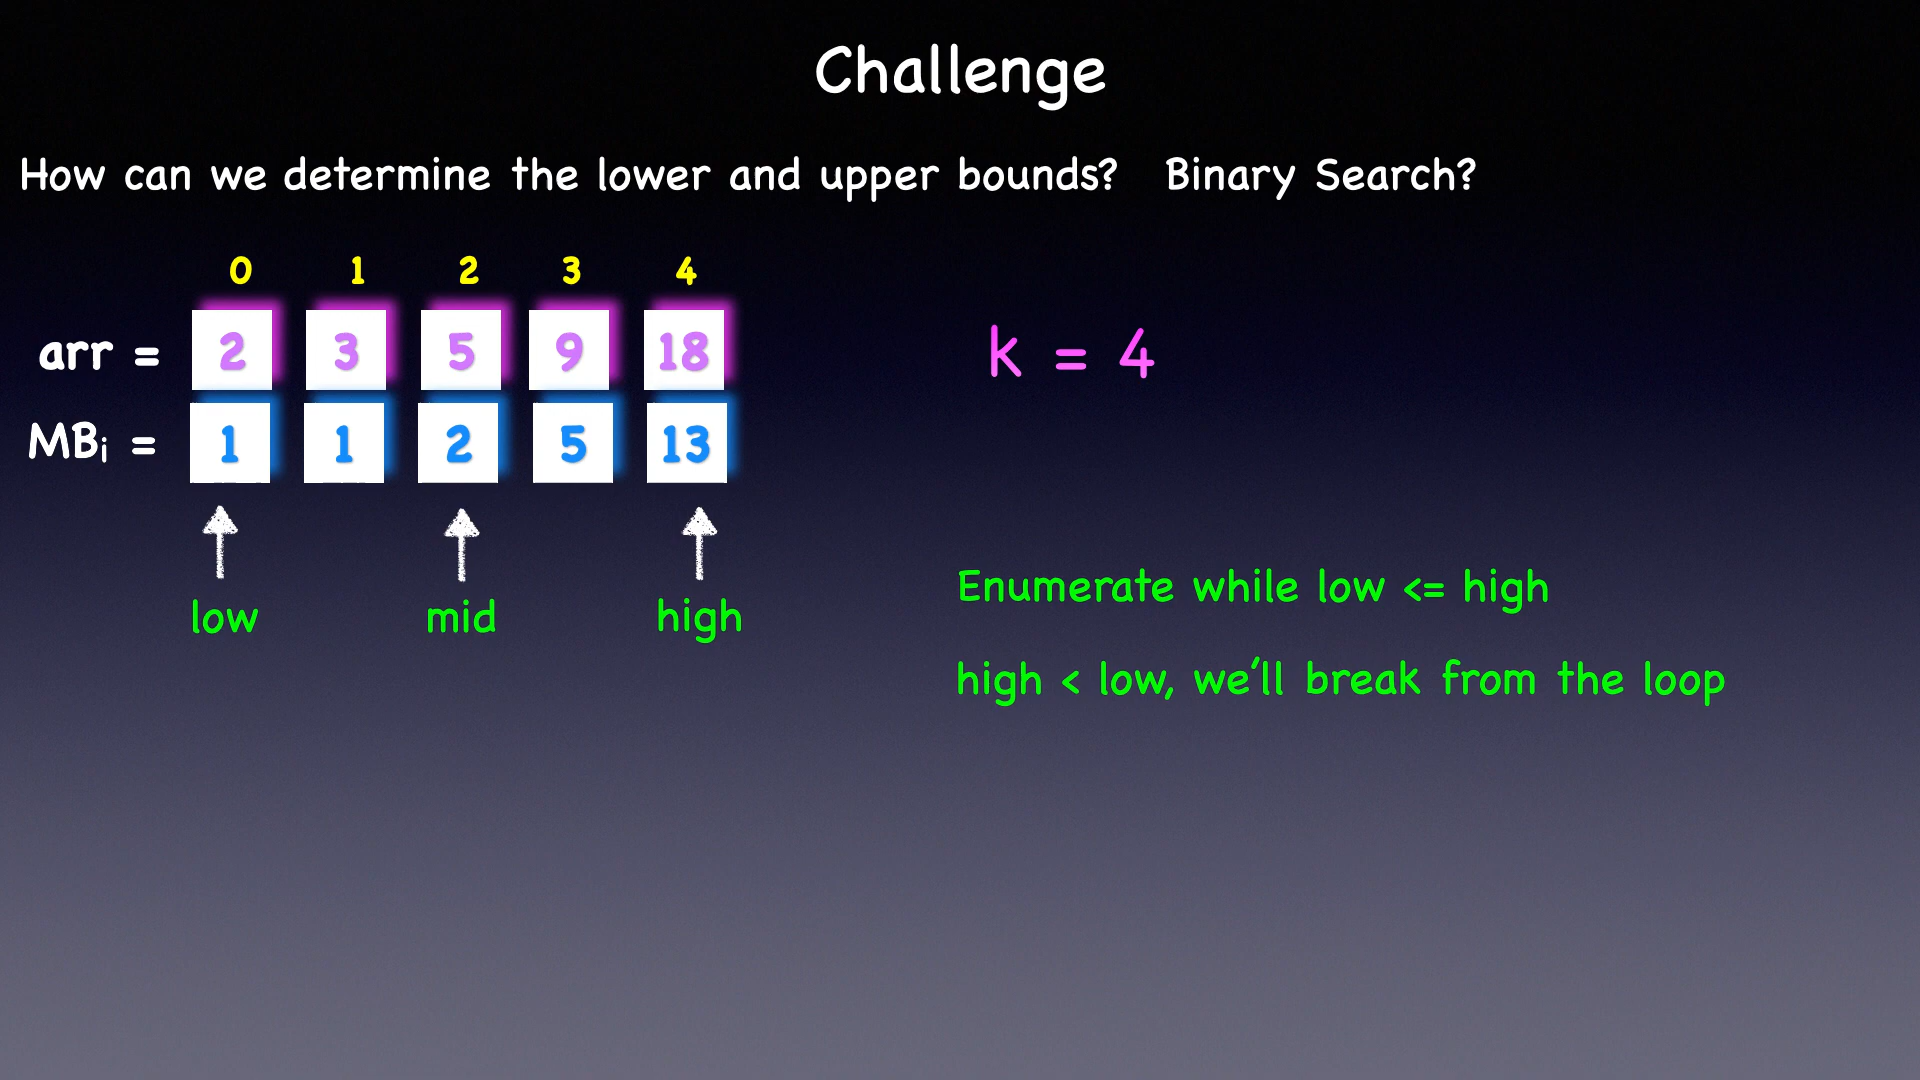 Challenge
How can we determine the lower and upper bounds? Binary Search?
0 1 2 3 4
arr = 2 3 5 9 18
k = 4
MBi = 1 1 2 5 13
low mid high
Enumerate while low <= high
high < low, we'll break from the loop